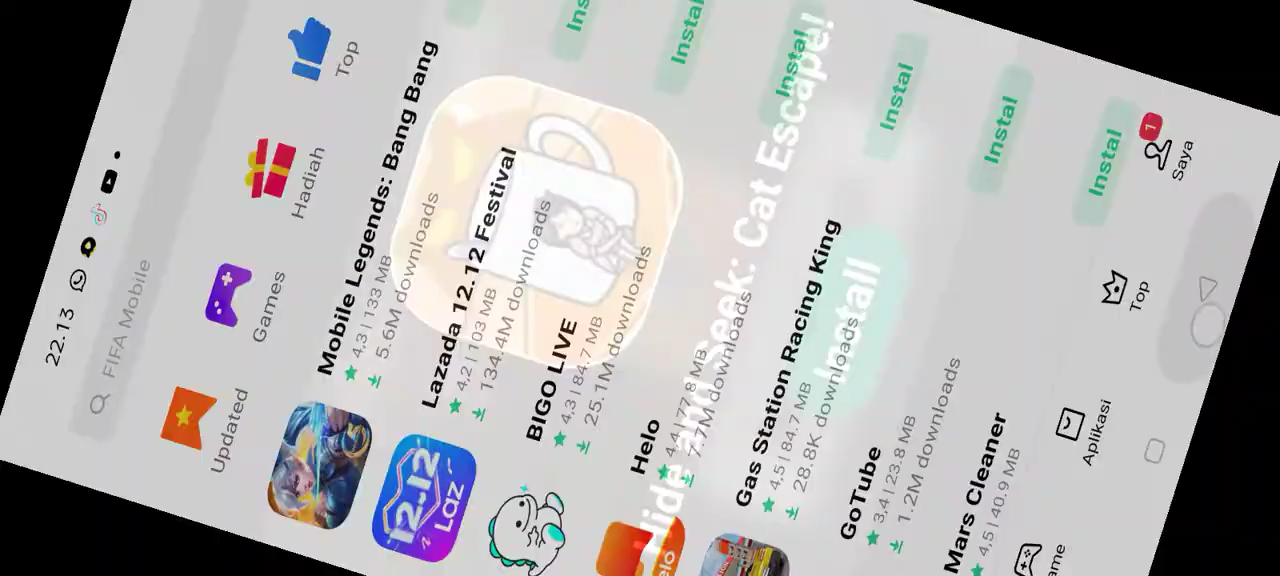 22.13
FIFA Mobile
Updated
Games
Hadiah
Top
Mobile Legends: Bang Bang
4,3 | 133 MB
5.6M downloads
Lazada 12.12 Festival
4,2 | 103 MB
134.4M downloads
12.12
Laz
BIGO LIVE
4,3 | 84,7 MB
25.1M downloads
Instal
Helo
4,4 | 77,8 MB
7.7M downloads
Instal
Hide and Seek: Cat Escape!
Install
Gas Station Racing King
4,5 | 84,7 MB
28.8K downloads
Instal
GoTube
3,4 | 23,8 MB
1.2M downloads
Instal
Mars Cleaner
4,5 | 40,9 MB
Instal
Instal
Aplikasi
Top
Saya
1